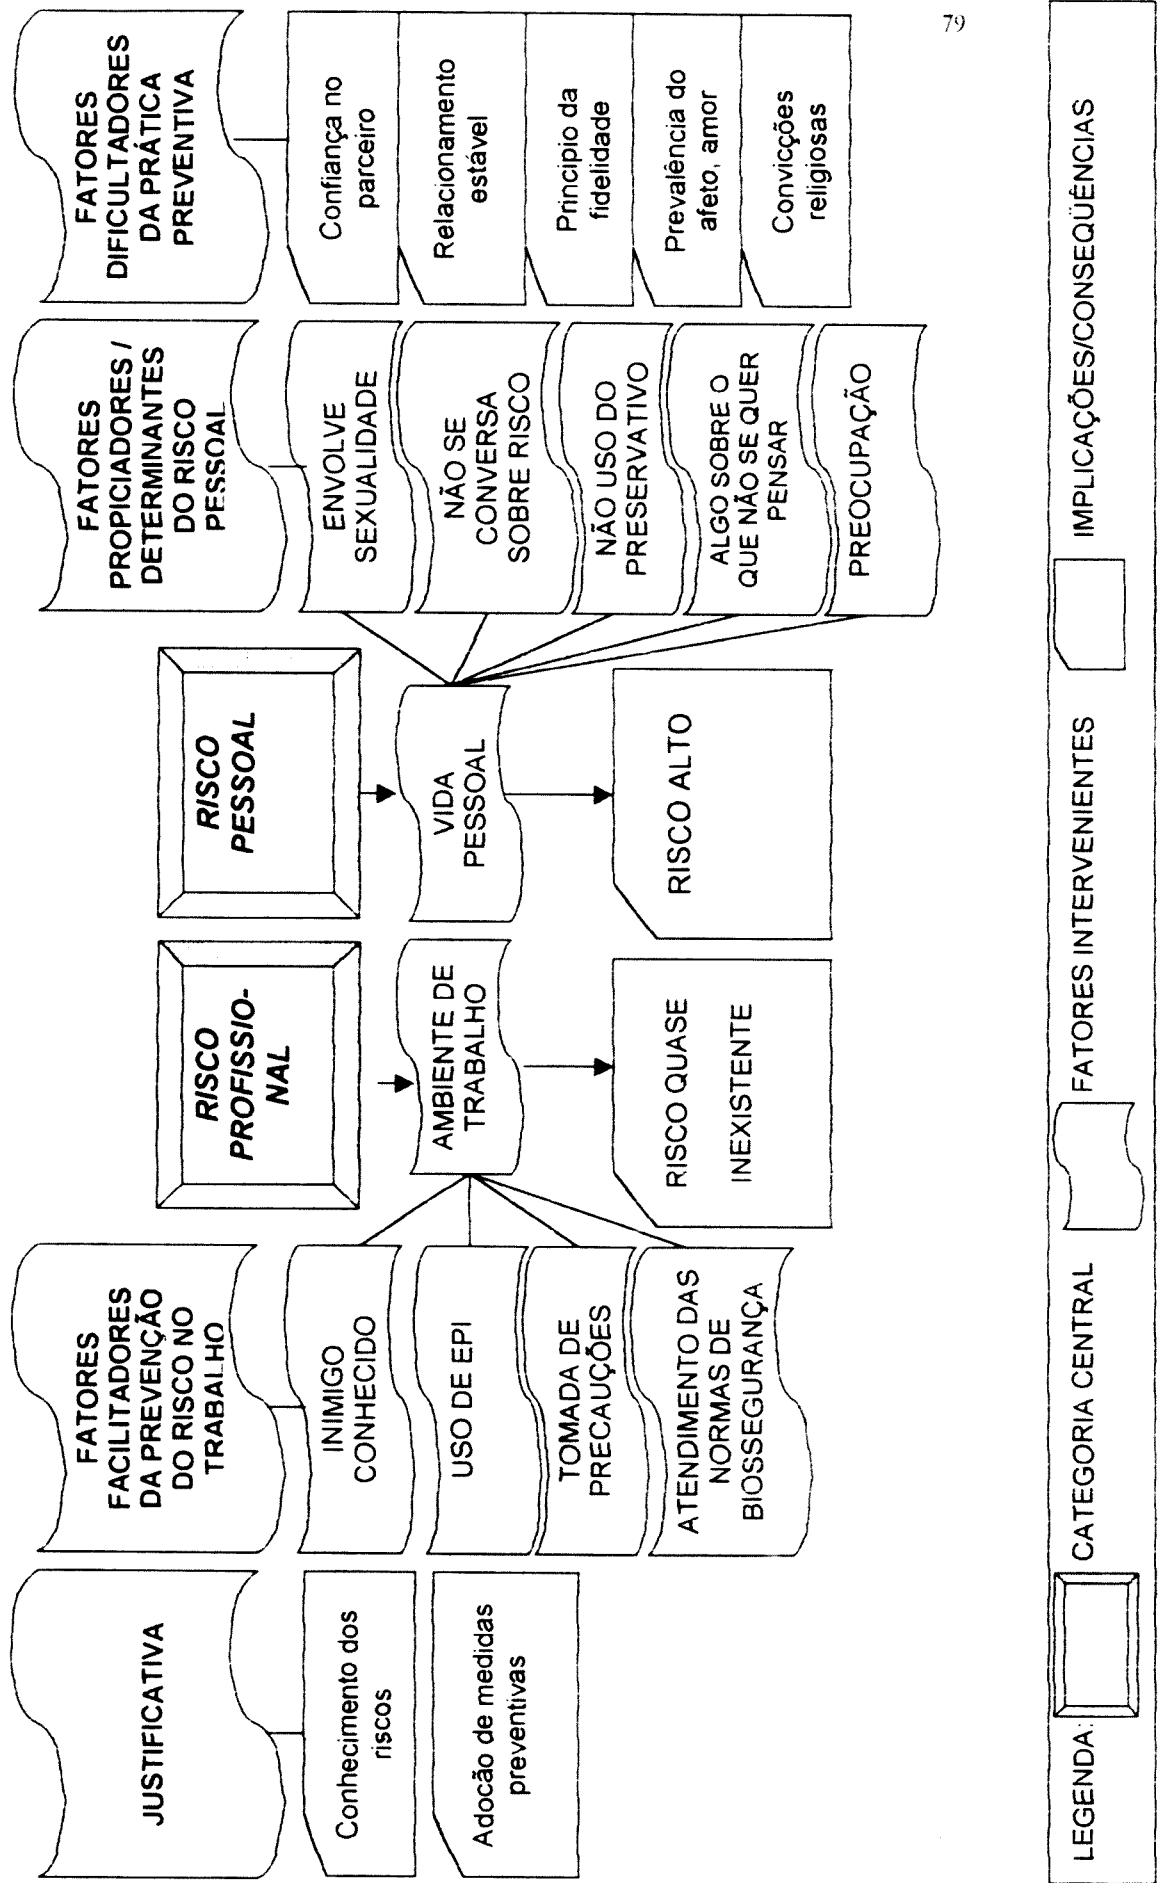 79
JUSTIFICATIVA
Conhecimento dos
riscos
Adocão de medidas
preventivas
FATORES
FACILITADORES
DA PREVENÇÃO
DO RISCO NO
TRABALHO
INIMIGO
CONHECIDO
USO DE EPI
TOMADA DE
PRECAUÇÕES
ATENDIMENTO DAS
NORMAS DE
BIOSSEGURANÇA
RISCO
PROFISSIO-
NAL
AMBIENTE DE
TRABALHO
RISCO QUASE
INEXISTENTE
RISCO
PESSOAL
VIDA
PESSOAL
RISCO ALTO
FATORES
PROPICIADORES /
DETERMINANTES
DO RISCO
PESSOAL
ENVOLVE
SEXUALIDADE
NÃO SE
CONVERSA
SOBRE RISCO
NÃO USO DO
PRESERVATIVO
ALGO SOBRE O
QUE NÃO SE QUER
PENSAR
PREOCUPAÇÃO
FATORES
DIFICULTADORES
DA PRÁTICA
PREVENTIVA
Confiança no
parceiro
Relacionamento
estável
Principio da
fidelidade
Prevalência do
afeto, amor
Convicções
religiosas
LEGENDA: CATEGORIA CENTRAL FATORES INTERVENIENTES IMPLICAÇÕES/CONSEQÜÊNCIAS